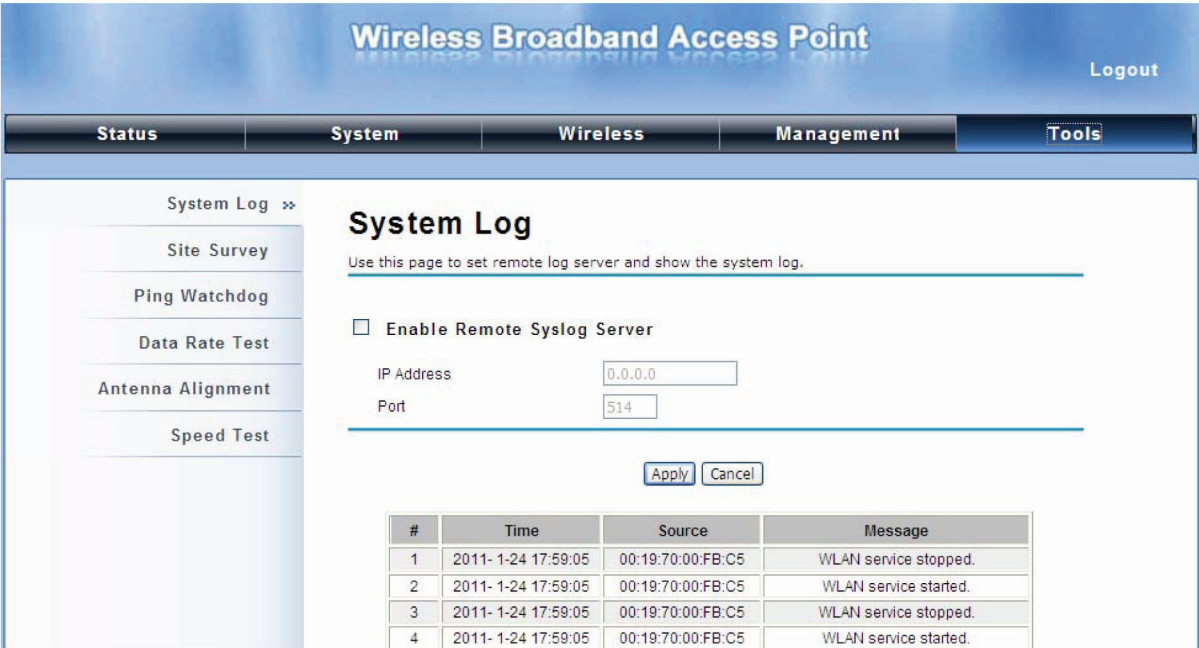 Wireless Broadband Access Point
Logout
Status System Wireless Management Tools
System Log »
Site Survey
Ping Watchdog
Data Rate Test
Antenna Alignment
Speed Test
System Log
Use this page to set remote log server and show the system log.
Enable Remote Syslog Server
IP Address 0.0.0.0
Port 514
Apply Cancel
# Time Source Message
1 2011- 1-24 17:59:05 00:19:70:00:FB:C5 WLAN service stopped.
2 2011- 1-24 17:59:05 00:19:70:00:FB:C5 WLAN service started.
3 2011- 1-24 17:59:05 00:19:70:00:FB:C5 WLAN service stopped.
4 2011- 1-24 17:59:05 00:19:70:00:FB:C5 WLAN service started.